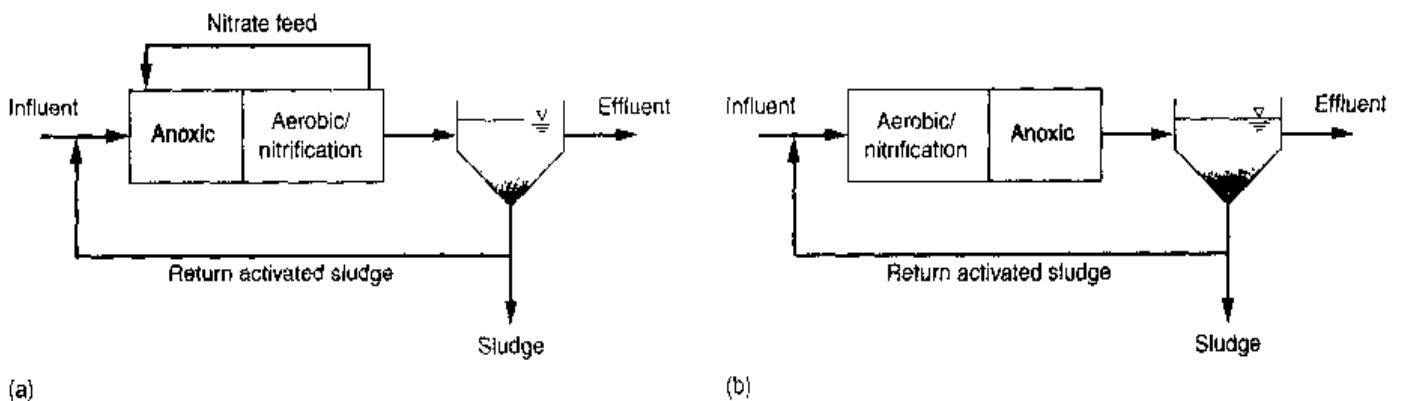 Nitrate feed
Influent
Anoxic
Aerobic/
nitrification
Effluent
Return activated sludge
Sludge
(a)
Influent
Aerobic/
nitrification
Anoxic
Effluent
Return activated sludge
Sludge
(b)